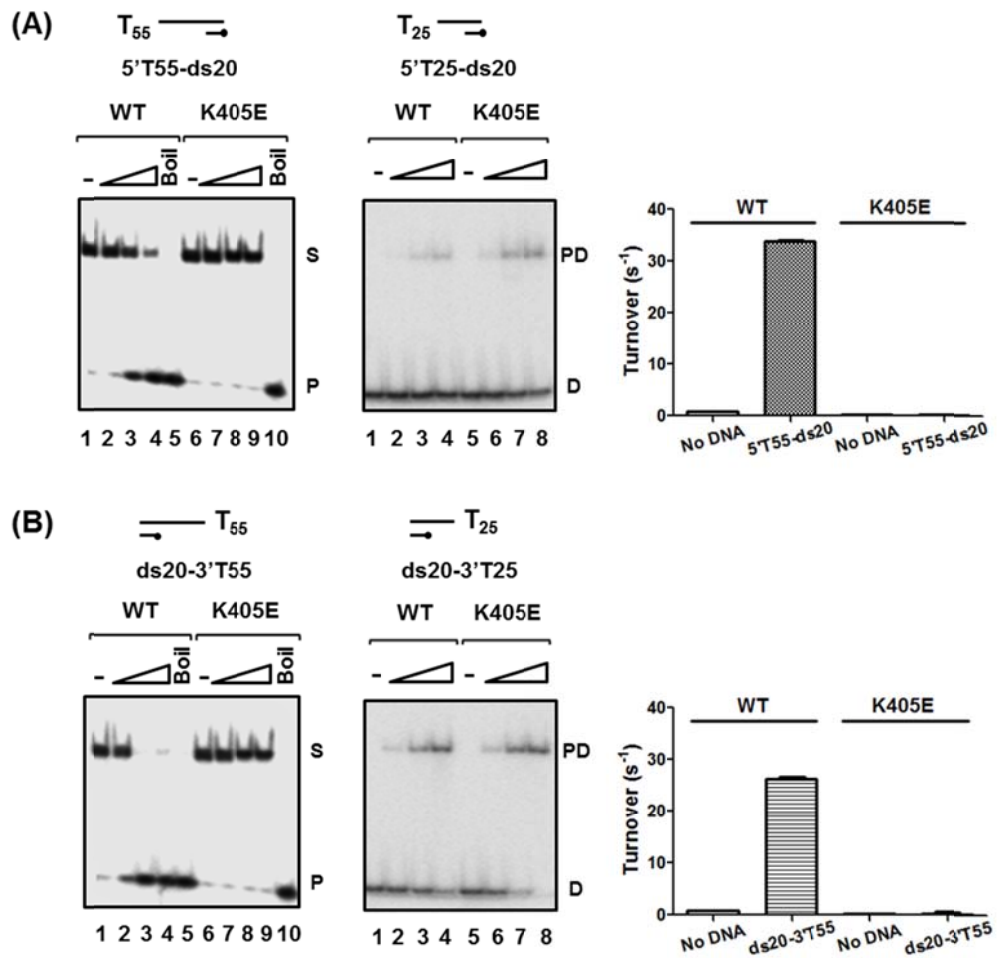 (A)
T55
5'T55-ds20
WT K405E
- Boil - Boil
S
P
1 2 3 4 5 6 7 8 9 10
T25
5'T25-ds20
WT K405E
- -
PD
D
1 2 3 4 5 6 7 8
Turnover (s-1)
40
30
20
10
0
WT K405E
No DNA 5'T55-ds20 No DNA 5'T55-ds20
(B)
T55
ds20-3'T55
WT K405E
- Boil - Boil
S
P
1 2 3 4 5 6 7 8 9 10
T25
ds20-3'T25
WT K405E
- -
PD
D
1 2 3 4 5 6 7 8
Turnover (s-1)
40
30
20
10
0
WT K405E
No DNA ds20-3'T55 No DNA ds20-3'T55